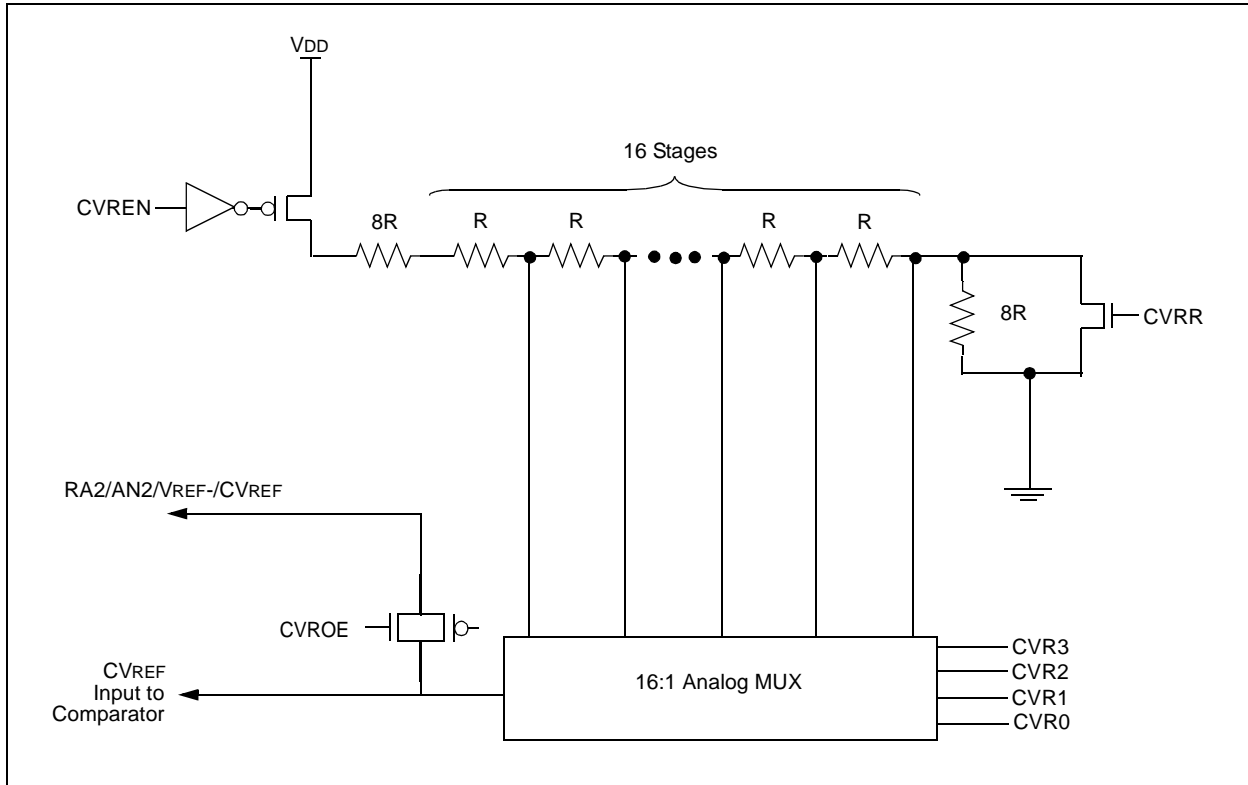 VDD
16 Stages
CVREN
8R
R
R
R
R
8R
CVRR
RA2/AN2/VREF-/CVREF
CVROE
CVREF
Input to
Comparator
16:1 Analog MUX
CVR3
CVR2
CVR1
CVR0